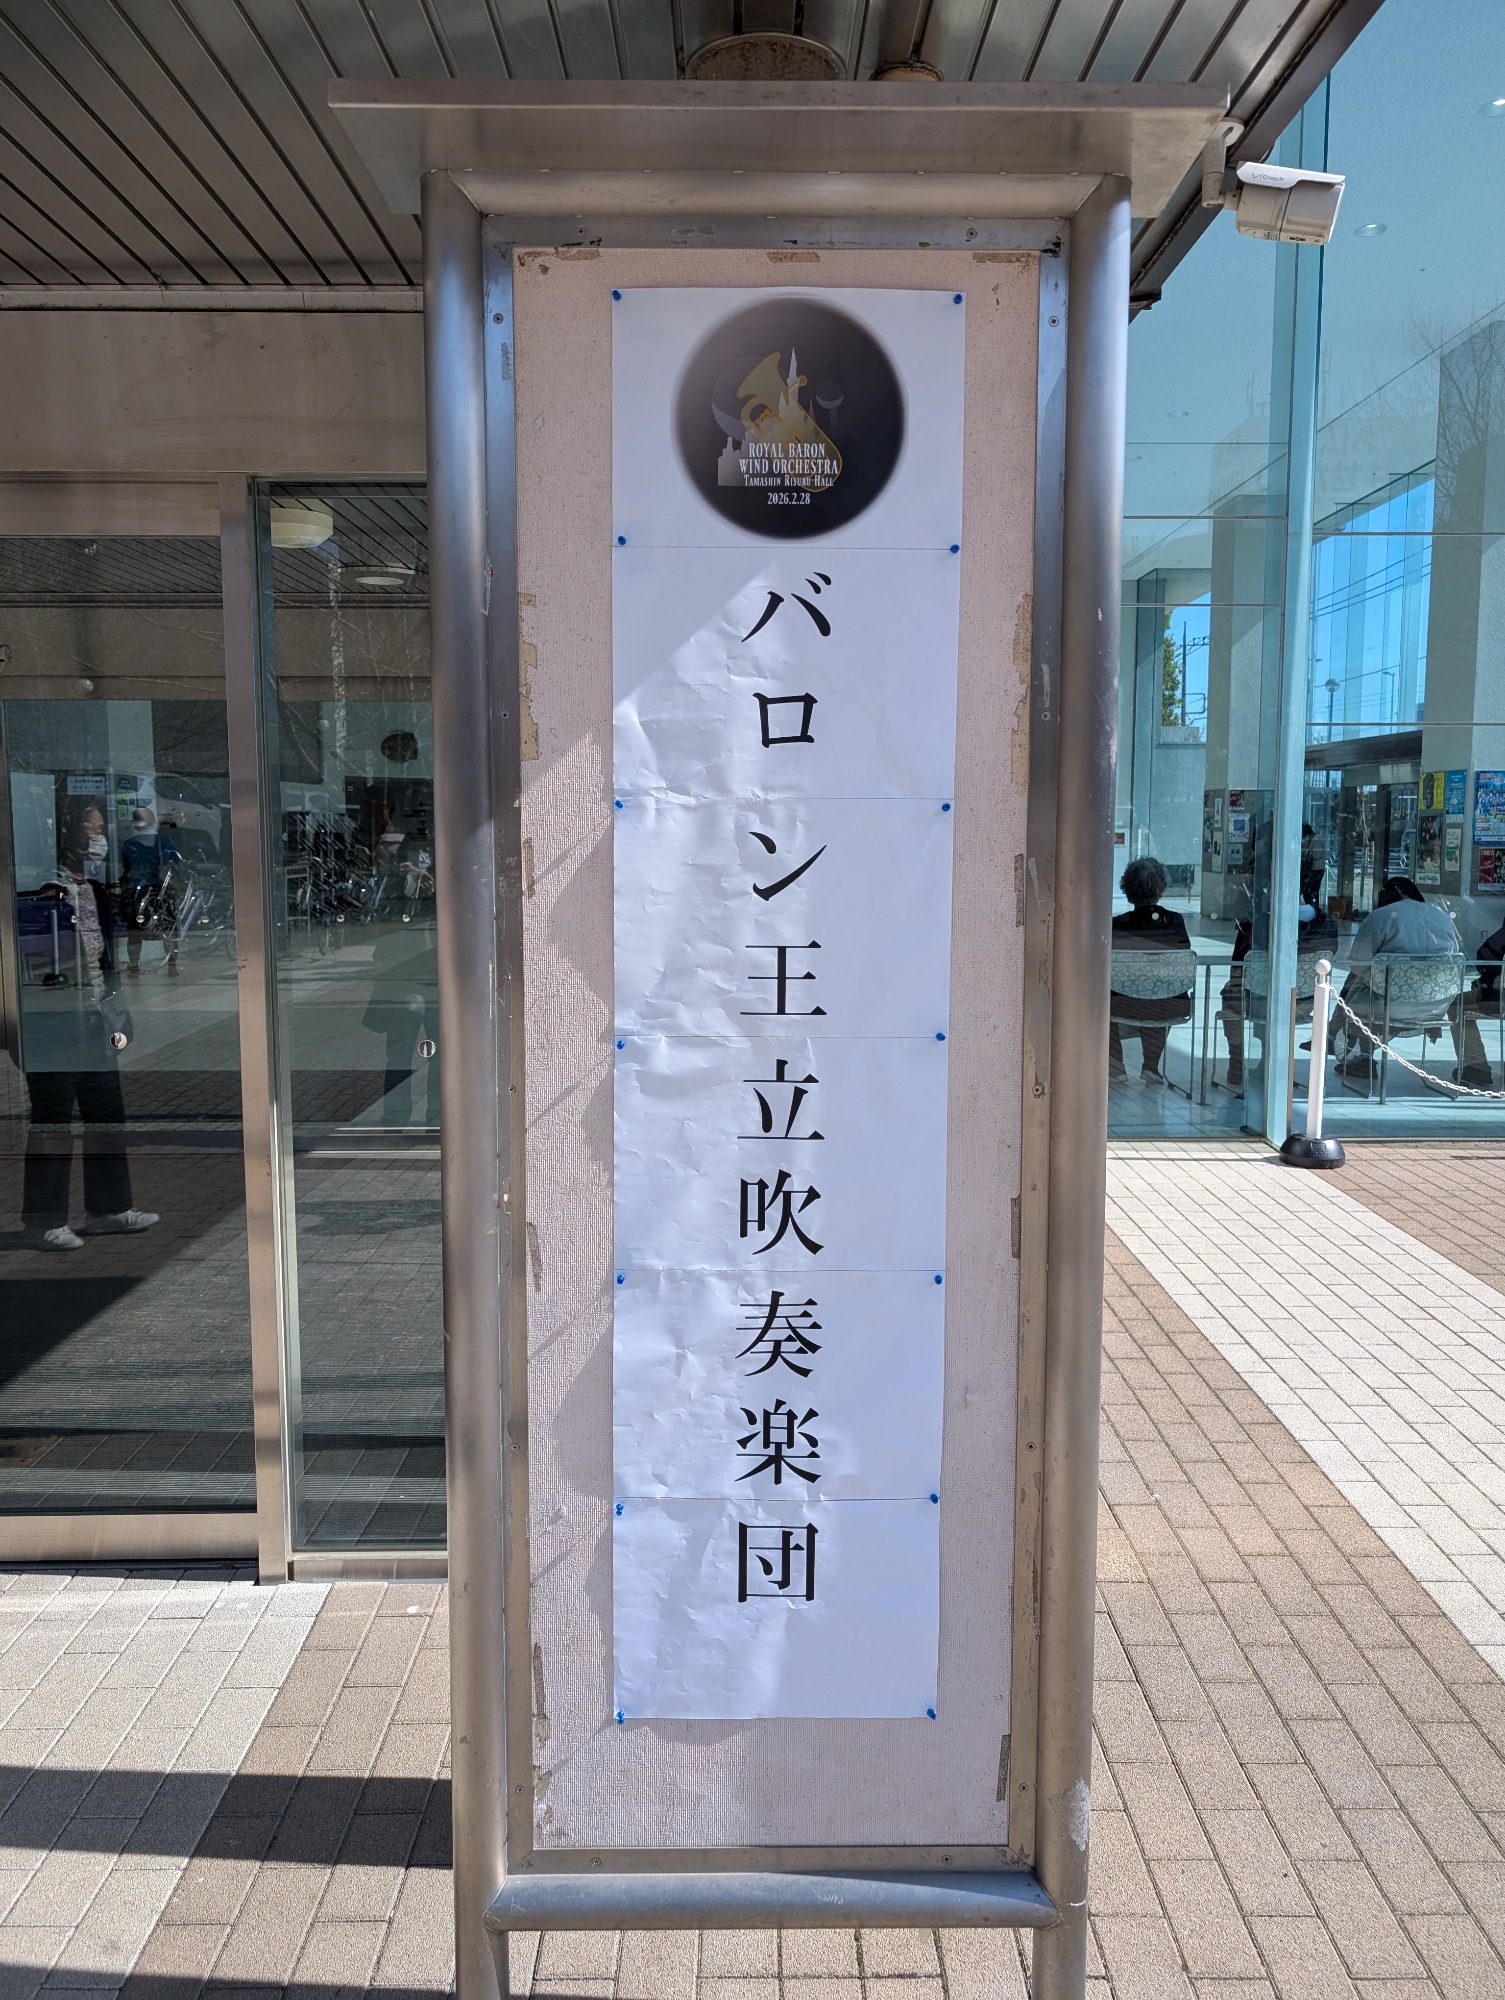 ROYAL BARON
WIND ORCHESTRA
TAMASHIN RISURU HALL
2026.2.28
バロン王立吹奏楽団